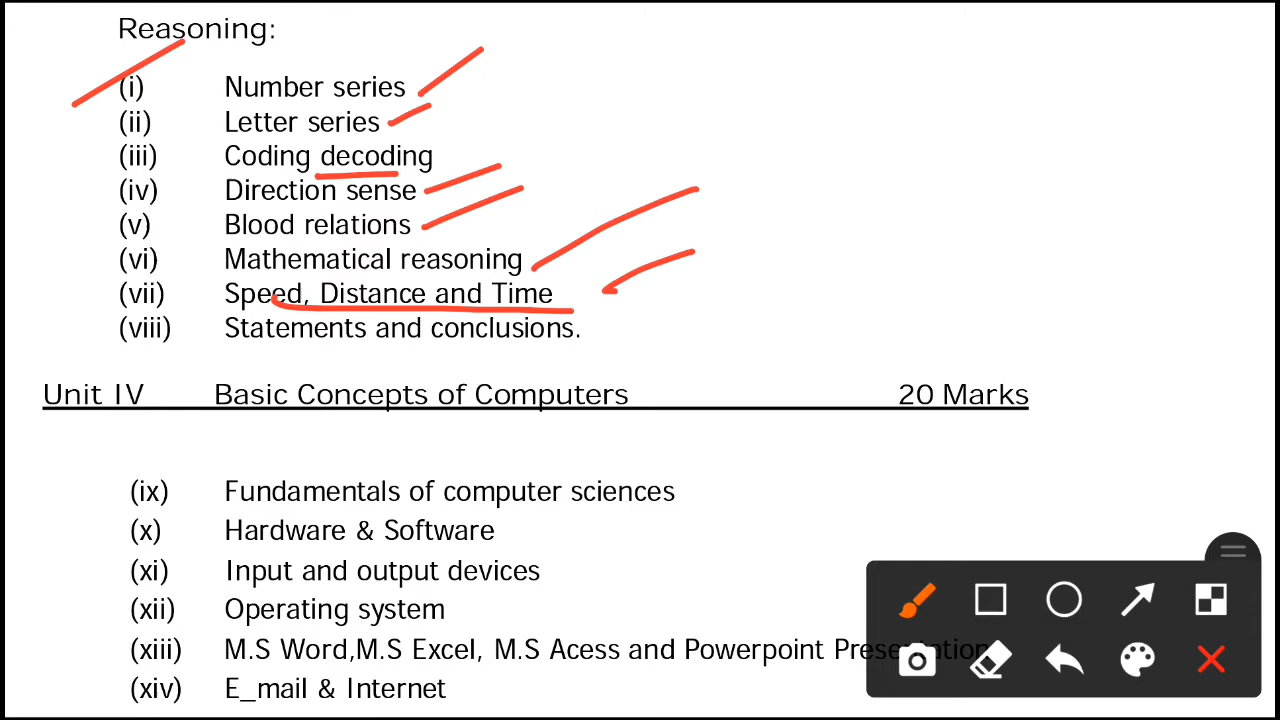 Reasoning:
(i) Number series
(ii) Letter series
(iii) Coding decoding
(iv) Direction sense
(v) Blood relations
(vi) Mathematical reasoning
(vii) Speed, Distance and Time
(viii) Statements and conclusions.
Unit IV Basic Concepts of Computers 20 Marks
(ix) Fundamentals of computer sciences
(x) Hardware & Software
(xi) Input and output devices
(xii) Operating system
(xiii) M.S Word,M.S Excel, M.S Acess and Powerpoint Presentation
(xiv) E_mail & Internet